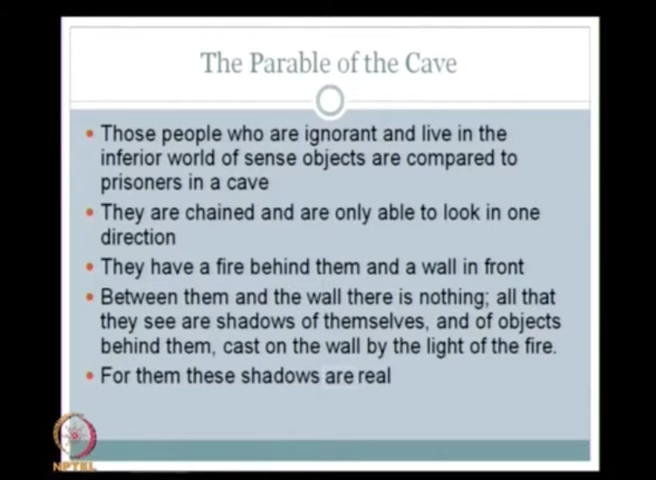 The Parable of the Cave
• Those people who are ignorant and live in the
inferior world of sense objects are compared to
prisoners in a cave
• They are chained and are only able to look in one
direction
• They have a fire behind them and a wall in front
• Between them and the wall there is nothing; all that
they see are shadows of themselves, and of objects
behind them, cast on the wall by the light of the fire.
• For them these shadows are real
NPTEL